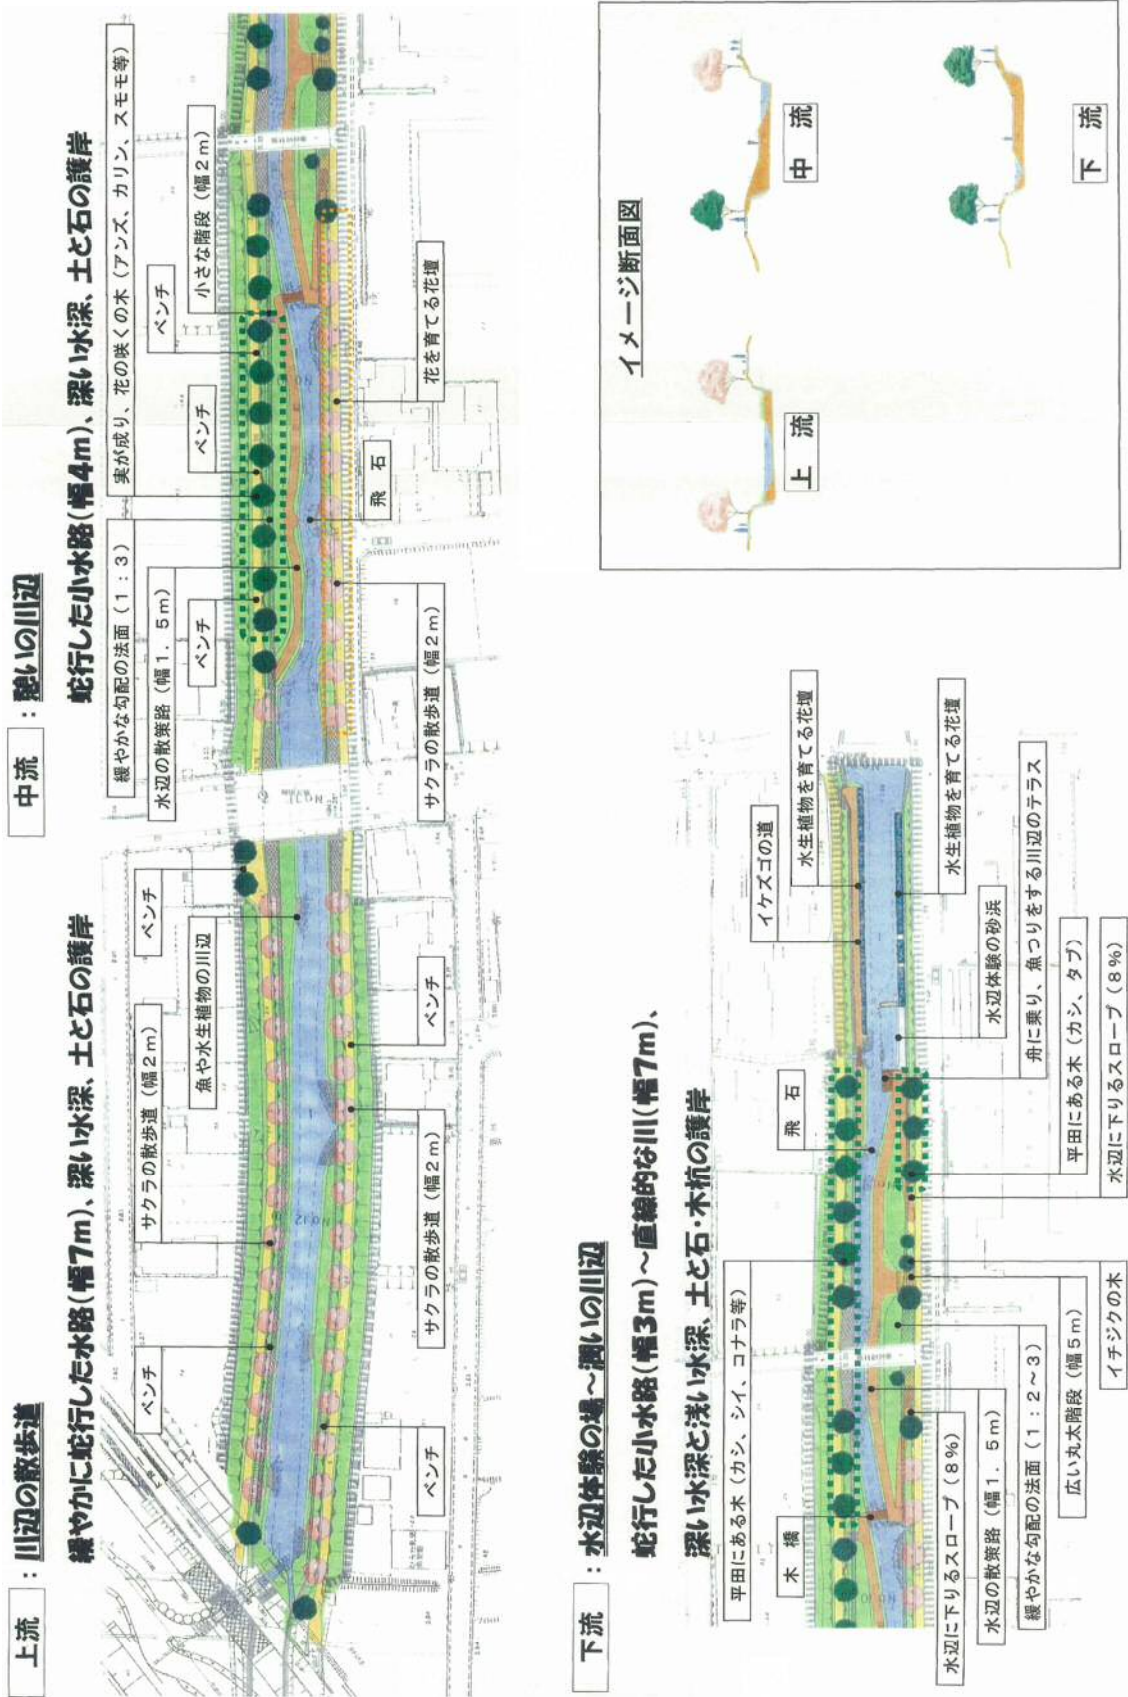 上流 ：川辺の散歩道
緩やかに蛇行した水路(幅7m)、深い水深、土と石の護岸
ベンチ
サクラの散歩道（幅2m）
魚や水生植物の川辺
ベンチ
ベンチ
サクラの散歩道（幅2m）
ベンチ
中流 ：憩いの川辺
蛇行した小水路(幅4m)、深い水深、土と石の護岸
緩やかな勾配の法面（1：3）
水辺の散策路（幅1．5m）
ベンチ
実が成り、花の咲くの木（アンズ、カリン、スモモ等）
ベンチ
ベンチ
小さな階段（幅2m）
サクラの散歩道（幅2m）
飛 石
花を育てる花壇
下流 ：水辺体験の場～潤いの川辺
蛇行した小水路(幅3m)～直線的な川(幅7m)、
深い水深と浅い水深、土と石・木杭の護岸
平田にある木（カシ、シイ、コナラ等）
木 橋
飛 石
イケズゴの道
水生植物を育てる花壇
水辺に下りるスロープ（8％）
水辺の散策路（幅1．5m）
緩やかな勾配の法面（1：2～3）
広い丸太階段（幅5m）
イチジクの木
水辺に下りるスロープ（8％）
平田にある木（カシ、タブ）
舟に乗り、魚つりをする川辺のテラス
水辺体験の砂浜
水生植物を育てる花壇
イメージ断面図
上 流
中 流
下 流